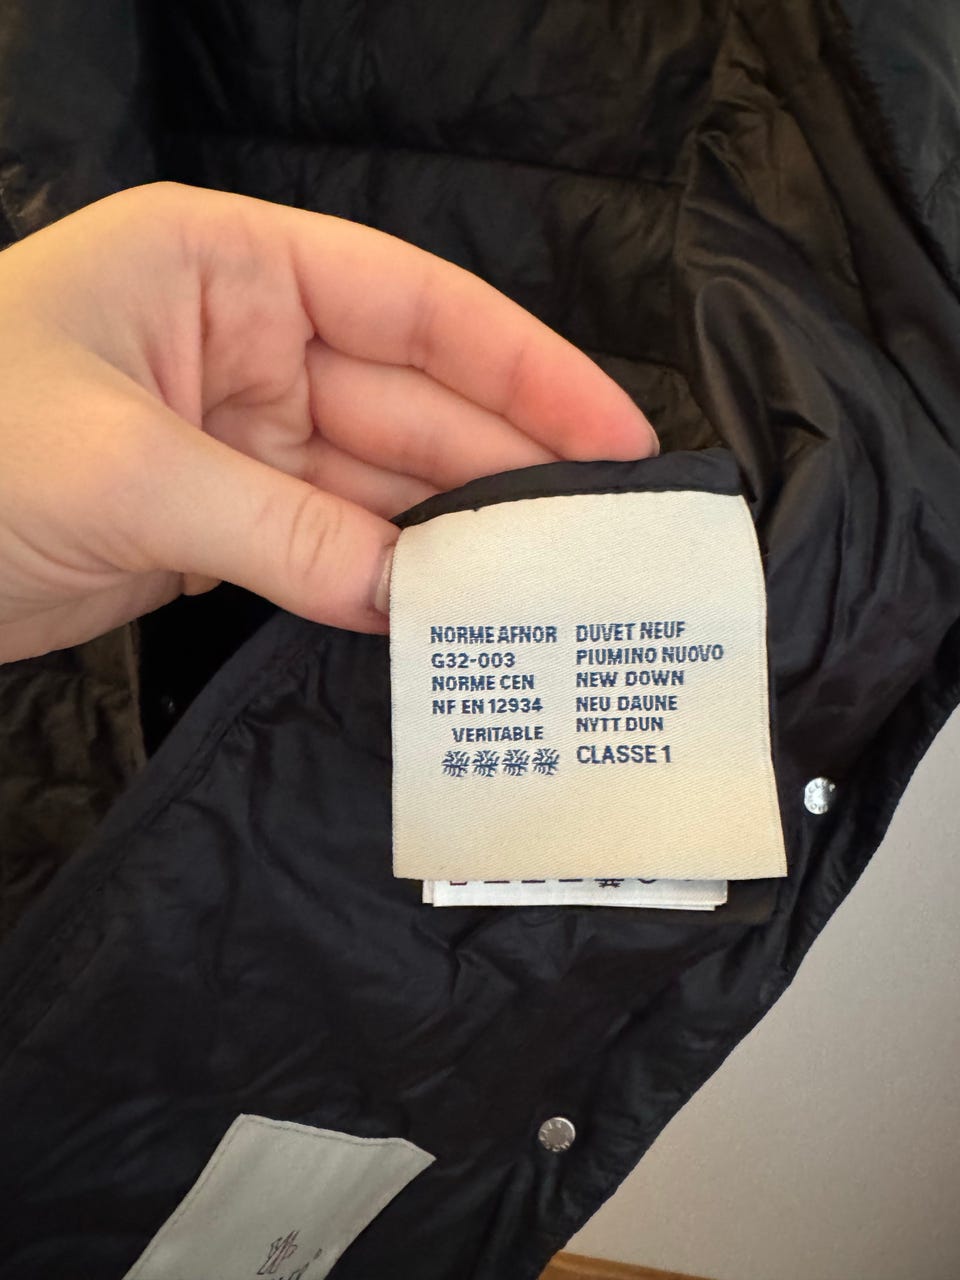 NORME AFNOR
G32-003
NORME CEN
NF EN 12934
VERITABLE
DUVET NEUF
PIUMINO NUOVO
NEW DOWN
NEU DAUNE
NYTT DUN
CLASSE 1